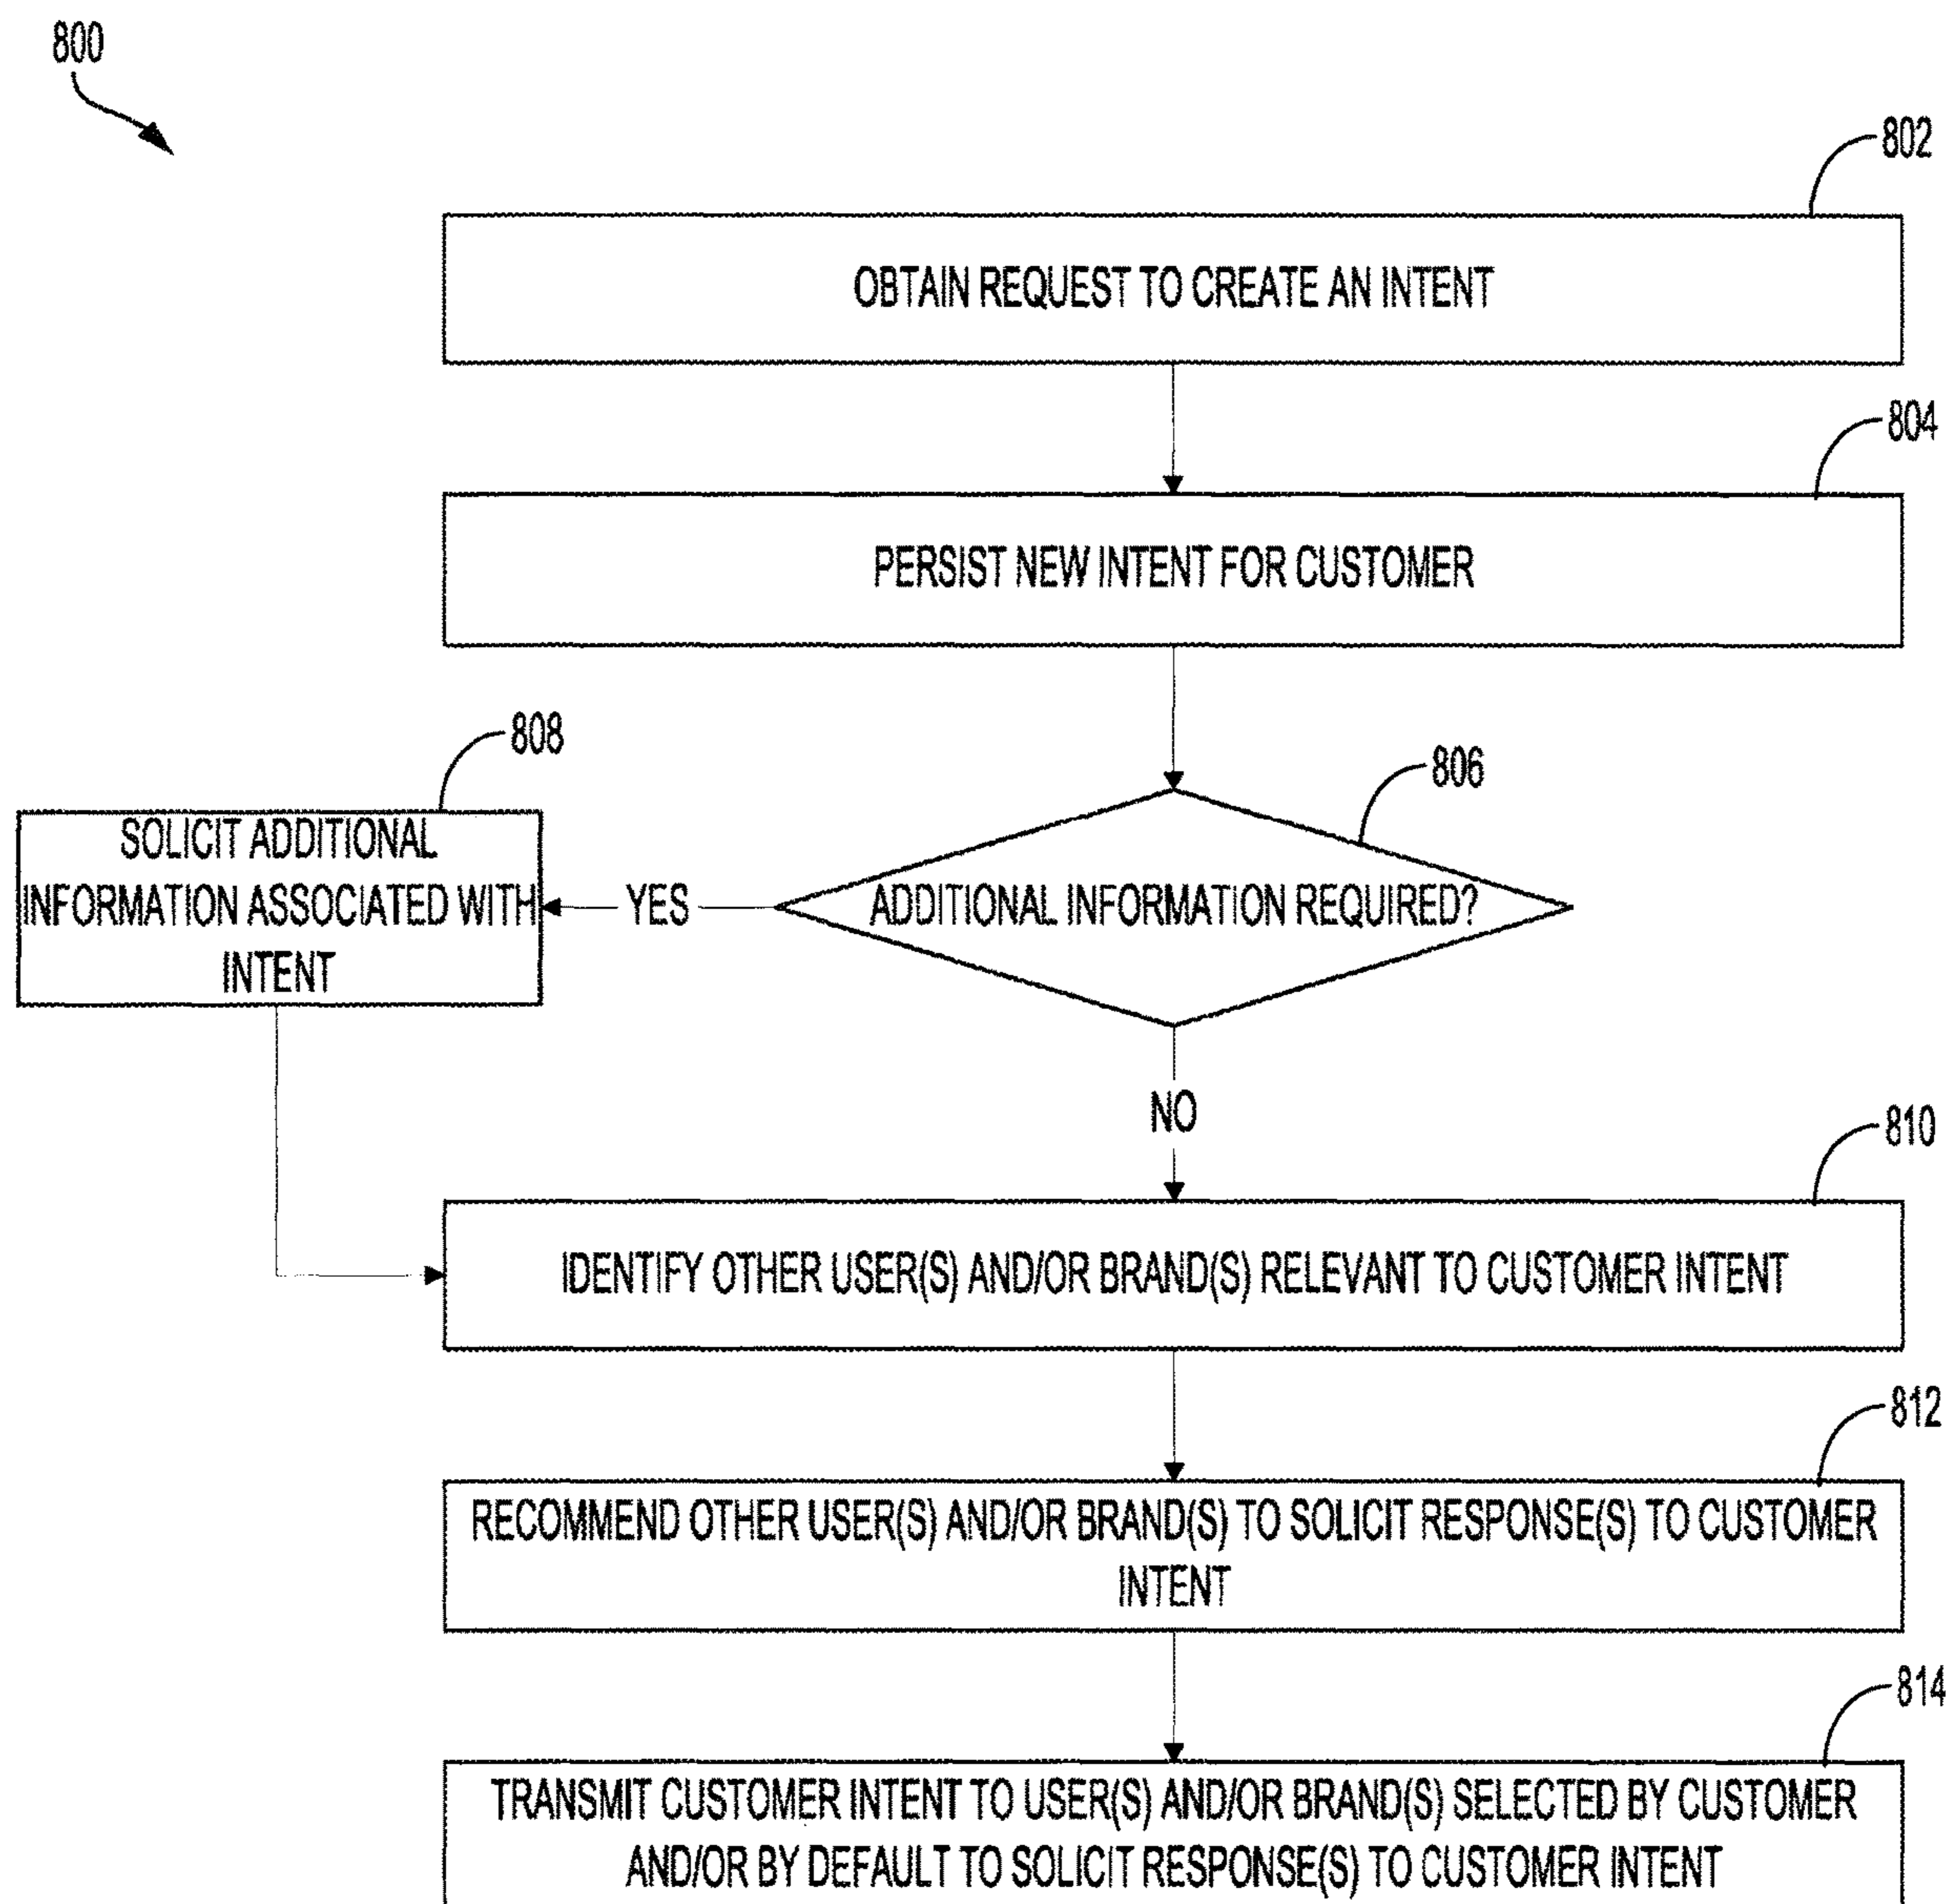 800
802
OBTAIN REQUEST TO CREATE AN INTENT
804
PERSIST NEW INTENT FOR CUSTOMER
808
806
SOLICIT ADDITIONAL
INFORMATION ASSOCIATED WITH
INTENT
YES
ADDITIONAL INFORMATION REQUIRED?
NO
810
IDENTIFY OTHER USER(S) AND/OR BRAND(S) RELEVANT TO CUSTOMER INTENT
812
RECOMMEND OTHER USER(S) AND/OR BRAND(S) TO SOLICIT RESPONSE(S) TO CUSTOMER
INTENT
814
TRANSMIT CUSTOMER INTENT TO USER(S) AND/OR BRAND(S) SELECTED BY CUSTOMER
AND/OR BY DEFAULT TO SOLICIT RESPONSE(S) TO CUSTOMER INTENT